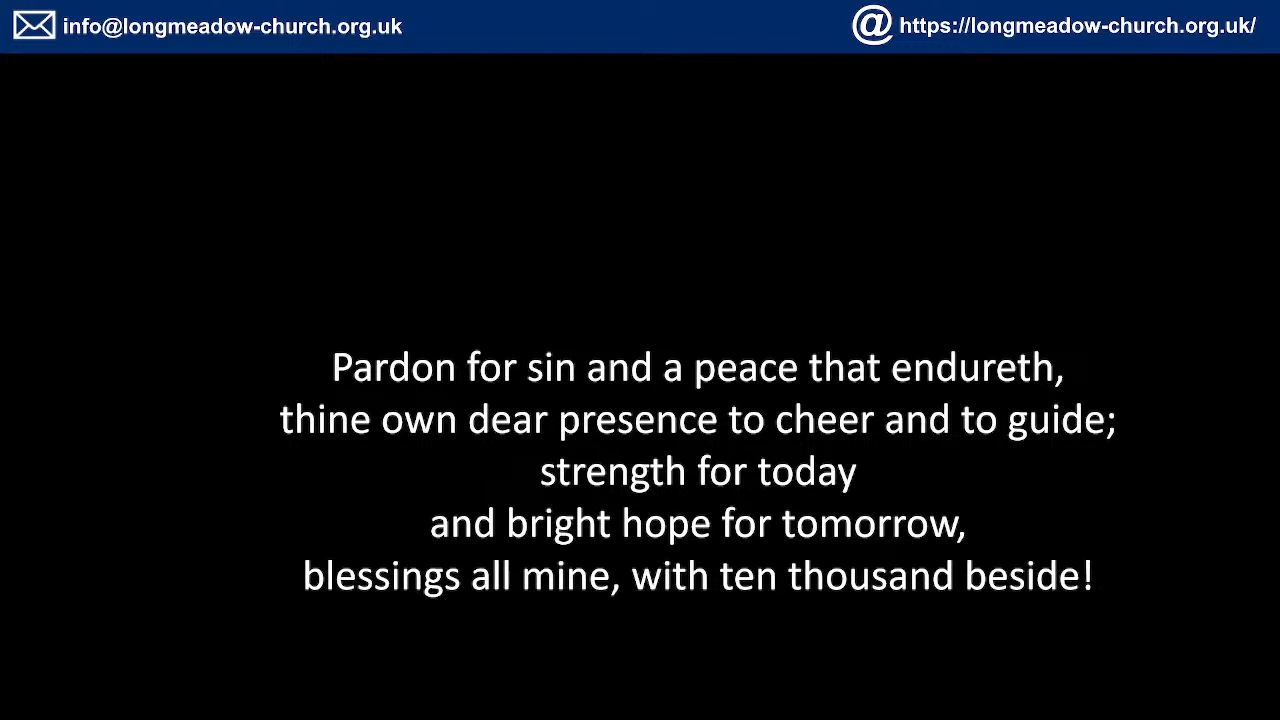 info@longmeadow-church.org.uk
https://longmeadow-church.org.uk/
Pardon for sin and a peace that endureth,
thine own dear presence to cheer and to guide;
strength for today
and bright hope for tomorrow,
blessings all mine, with ten thousand beside!